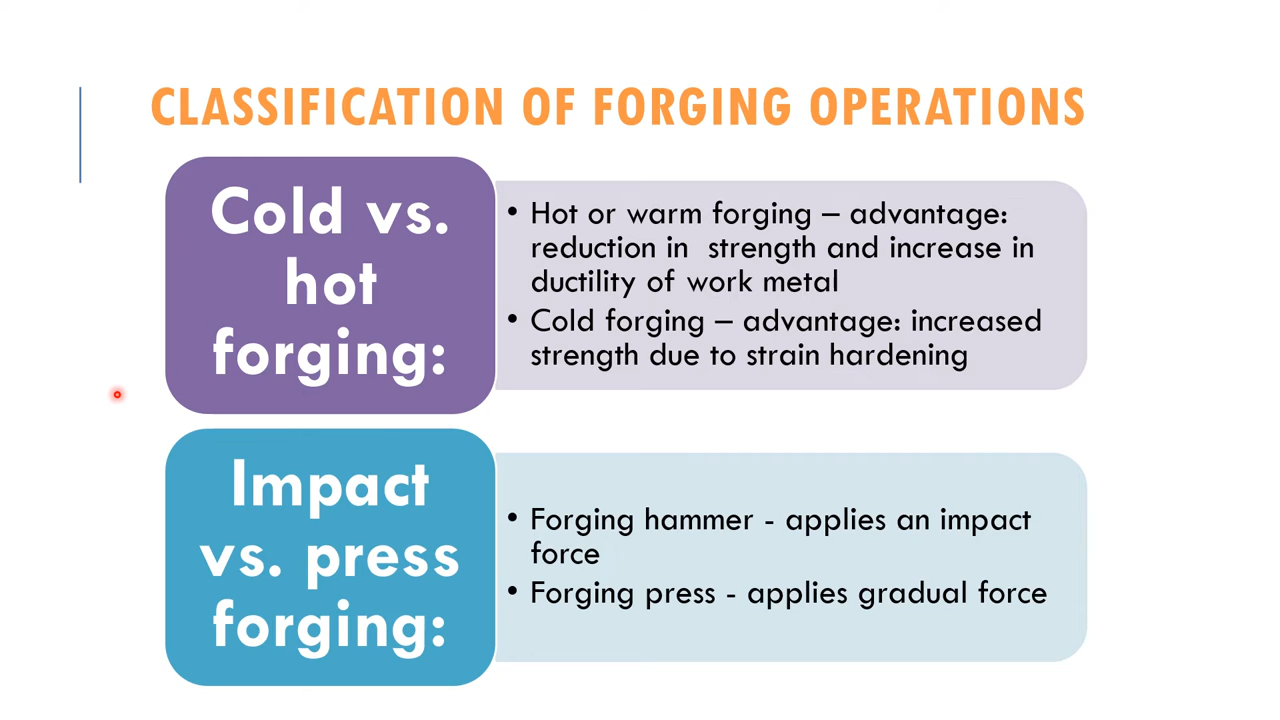 CLASSIFICATION OF FORGING OPERATIONS
Cold vs.
hot
forging:
• Hot or warm forging – advantage:
reduction in  strength and increase in
ductility of work metal
• Cold forging – advantage: increased
strength due to strain hardening
Impact
vs. press
forging:
• Forging hammer - applies an impact
force
• Forging press - applies gradual force